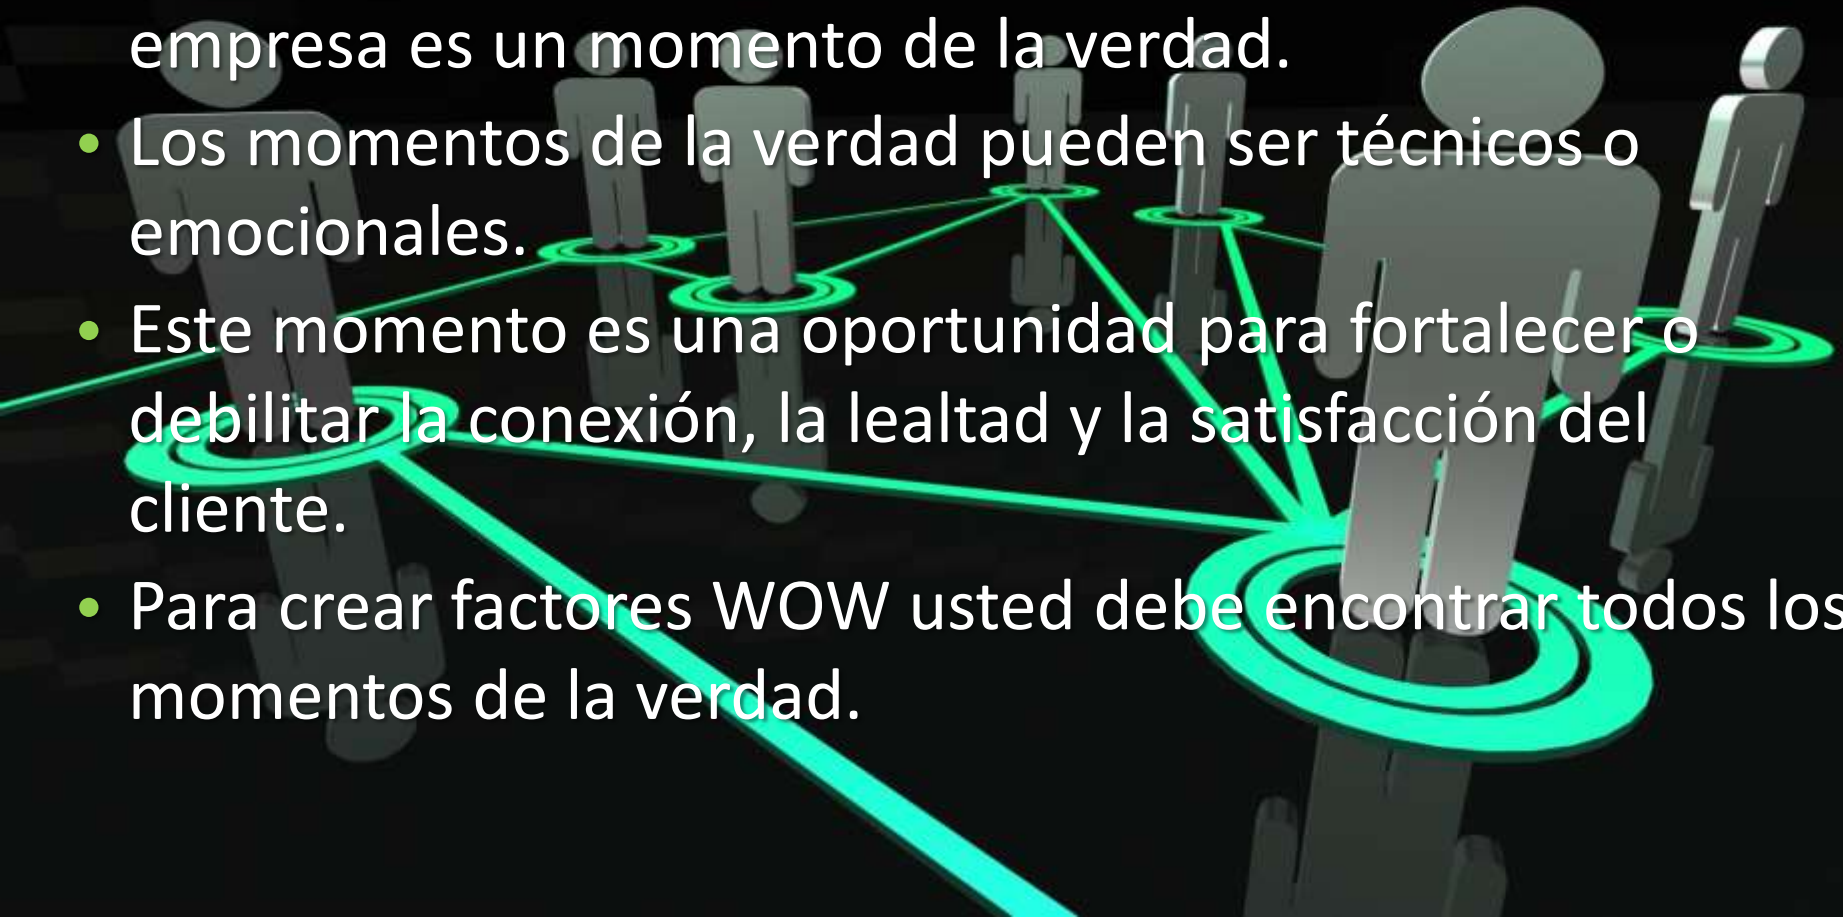 empresa es un momento de la verdad.
• Los momentos de la verdad pueden ser técnicos o
emocionales.
• Este momento es una oportunidad para fortalecer o
debilitar la conexión, la lealtad y la satisfacción del
cliente.
• Para crear factores WOW usted debe encontrar todos los
momentos de la verdad.